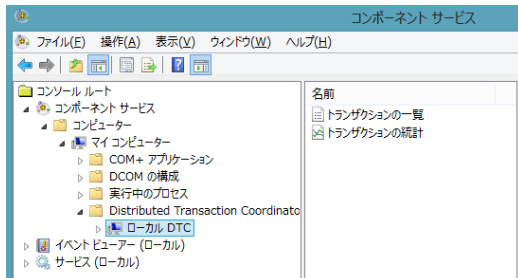 コンポーネント サービス
ファイル(F) 操作(A) 表示(V) ウィンドウ(W) ヘルプ(H)
コンソール ルート
コンポーネント サービス
コンピューター
マイ コンピューター
COM+ アプリケーション
DCOM の構成
実行中のプロセス
Distributed Transaction Coordinato
ローカル DTC
イベント ビューアー (ローカル)
サービス (ローカル)
名前
トランザクションの一覧
トランザクションの統計